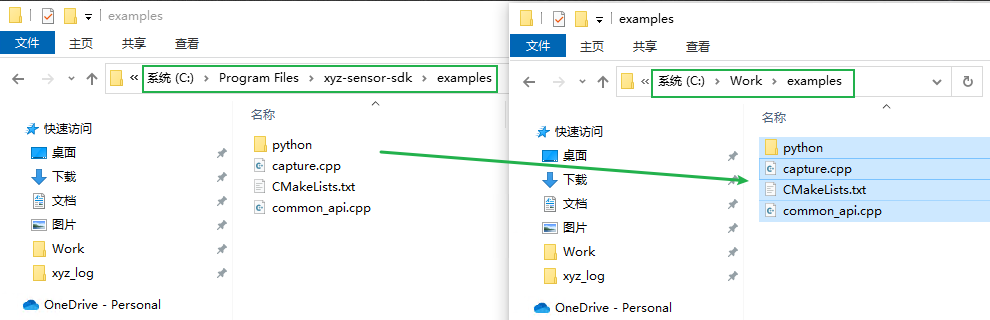 examples
文件
主页
共享
查看
« 系统 (C:) > Program Files > xyz-sensor-sdk > examples
名称
快速访问
桌面
下载
文档
图片
Work
xyz_log
OneDrive - Personal
python
capture.cpp
CMakeLists.txt
common_api.cpp
examples
文件
主页
共享
查看
« 系统 (C:) > Work > examples
名称
快速访问
桌面
下载
文档
图片
Work
xyz_log
OneDrive - Personal
python
capture.cpp
CMakeLists.txt
common_api.cpp